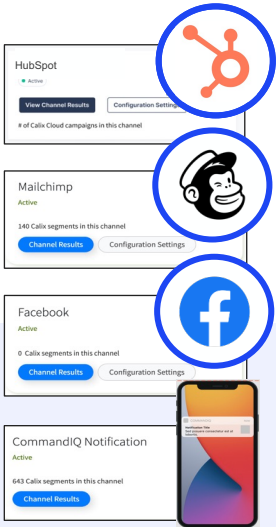 HubSpot
Active
View Channel Results Configuration Settings
# of Calix Cloud campaigns in this channel
Mailchimp
Active
140 Calix segments in this channel
Channel Results Configuration Settings
Facebook
Active
0 Calix segments in this channel
Channel Results Configuration Settings
CommandIQ Notification
Active
643 Calix segments in this channel
Channel Results
Notification Title